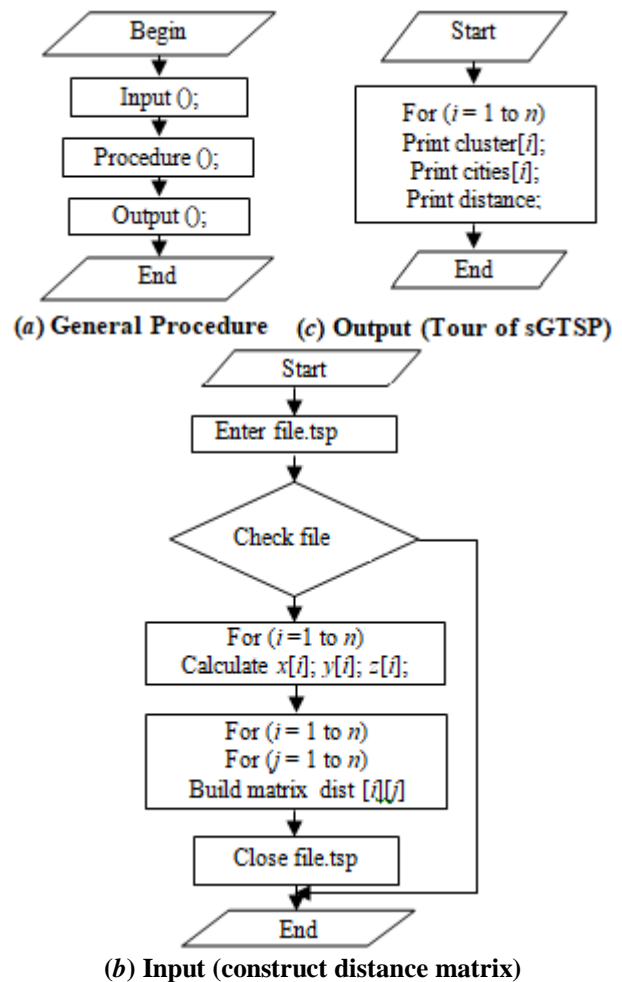 Begin
Input ();
Procedure ();
Output ();
End
(a) General Procedure
Start
For (i = 1 to n)
Print cluster[i];
Print cities[i];
Print distance;
End
(c) Output (Tour of sGTSP)
Start
Enter file.tsp
Check file
For (i =1 to n)
Calculate x[i]; y[i]; z[i];
For (i = 1 to n)
For (j = 1 to n)
Build matrix dist [i][j]
Close file.tsp
End
(b) Input (construct distance matrix)